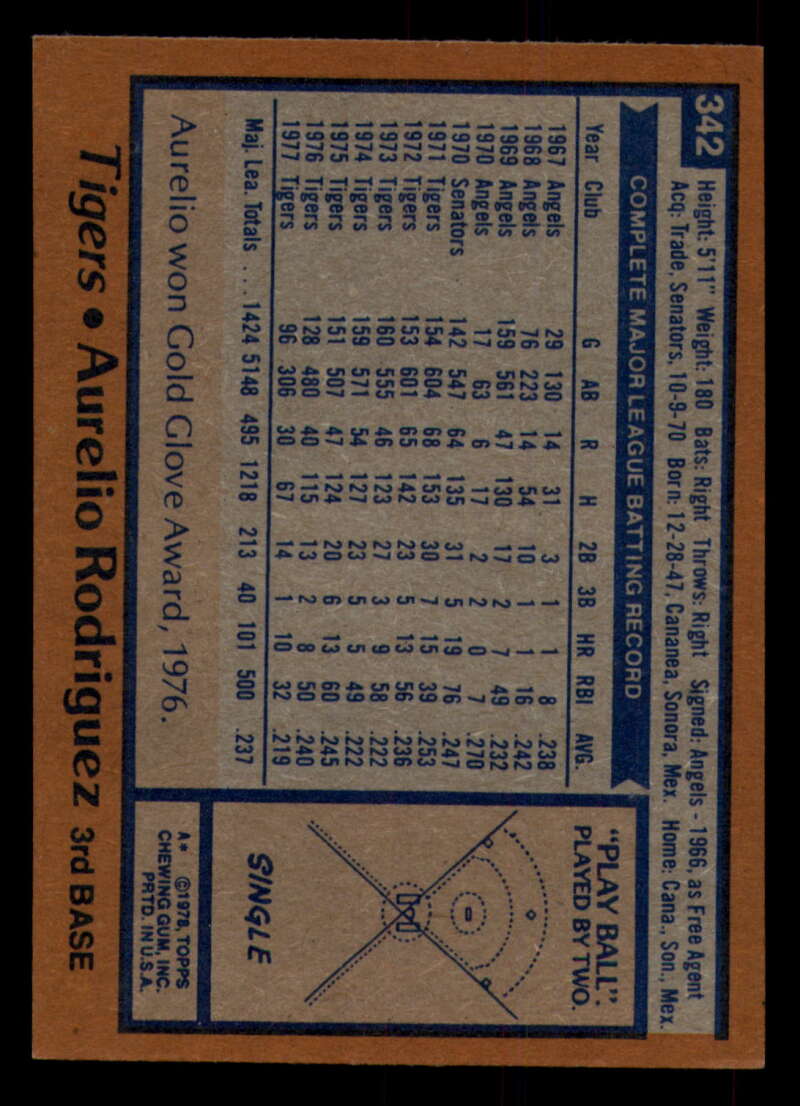 342
Height: 5'11" Weight: 180 Bats: Right Throws: Right Signed: Angels - 1966, as Free Agent
Acq: Trade, Senators, 10-9-70 Born: 12-28-47, Cananea, Sonora, Mex. Home: Cana., Son., Mex.
COMPLETE MAJOR LEAGUE BATTING RECORD
Year Club G AB R H 2B 3B HR RBI AVG.
1967 Angels 29 130 14 31 3 1 1 8 .238
1968 Angels 76 223 14 54 10 1 1 16 .242
1969 Angels 159 561 47 130 17 2 7 49 .232
1970 Angels 17 63 6 17 2 2 0 7 .270
1970 Senators 142 547 64 135 31 5 19 76 .247
1971 Tigers 154 604 68 153 30 7 15 39 .253
1972 Tigers 153 601 65 142 23 5 13 56 .236
1973 Tigers 160 555 46 123 27 3 9 58 .222
1974 Tigers 159 571 54 127 23 5 5 49 .222
1975 Tigers 151 507 47 124 20 6 13 60 .245
1976 Tigers 128 480 40 115 13 2 8 50 .240
1977 Tigers 96 306 30 67 14 1 10 32 .219
Maj. Lea. Totals . . . 1424 5148 495 1218 213 40 101 500 .237
Aurelio won Gold Glove Award, 1976.
"PLAY BALL".
PLAYED BY TWO.
SINGLE
A* ©1978, TOPPS
CHEWING GUM, INC.
PRTD. IN U.S.A.
Tigers • Aurelio Rodriguez 3rd BASE